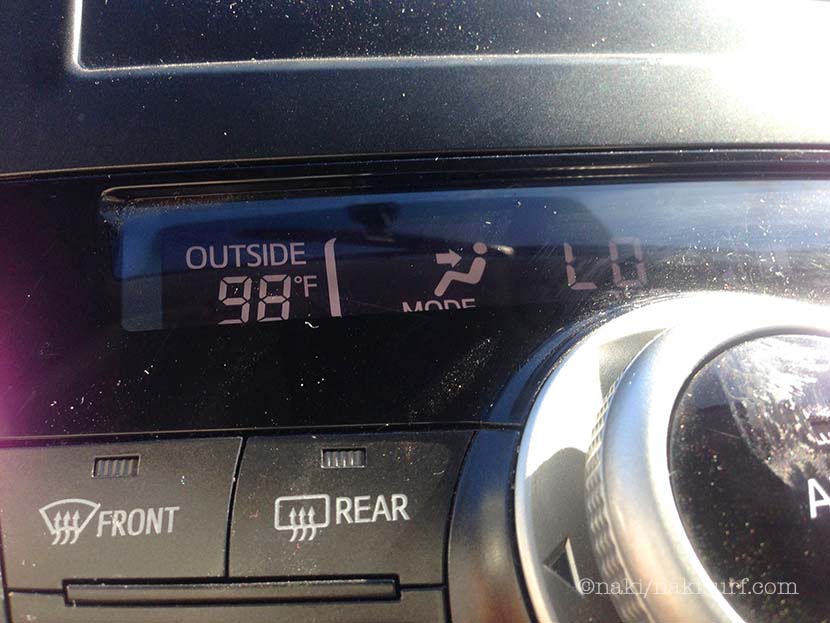 OUTSIDE
98°F
MODE
LO
FRONT
REAR
A
©naki/nakisurf.com